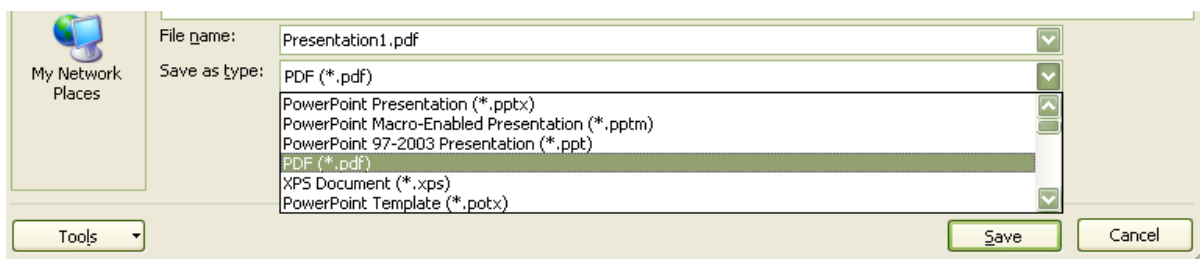 File name:
Presentation1.pdf
My Network
Places
Save as type:
PDF (*.pdf)
PowerPoint Presentation (*.pptx)
PowerPoint Macro-Enabled Presentation (*.pptm)
PowerPoint 97-2003 Presentation (*.ppt)
PDF (*.pdf)
XPS Document (*.xps)
PowerPoint Template (*.potx)
Tools
Save
Cancel